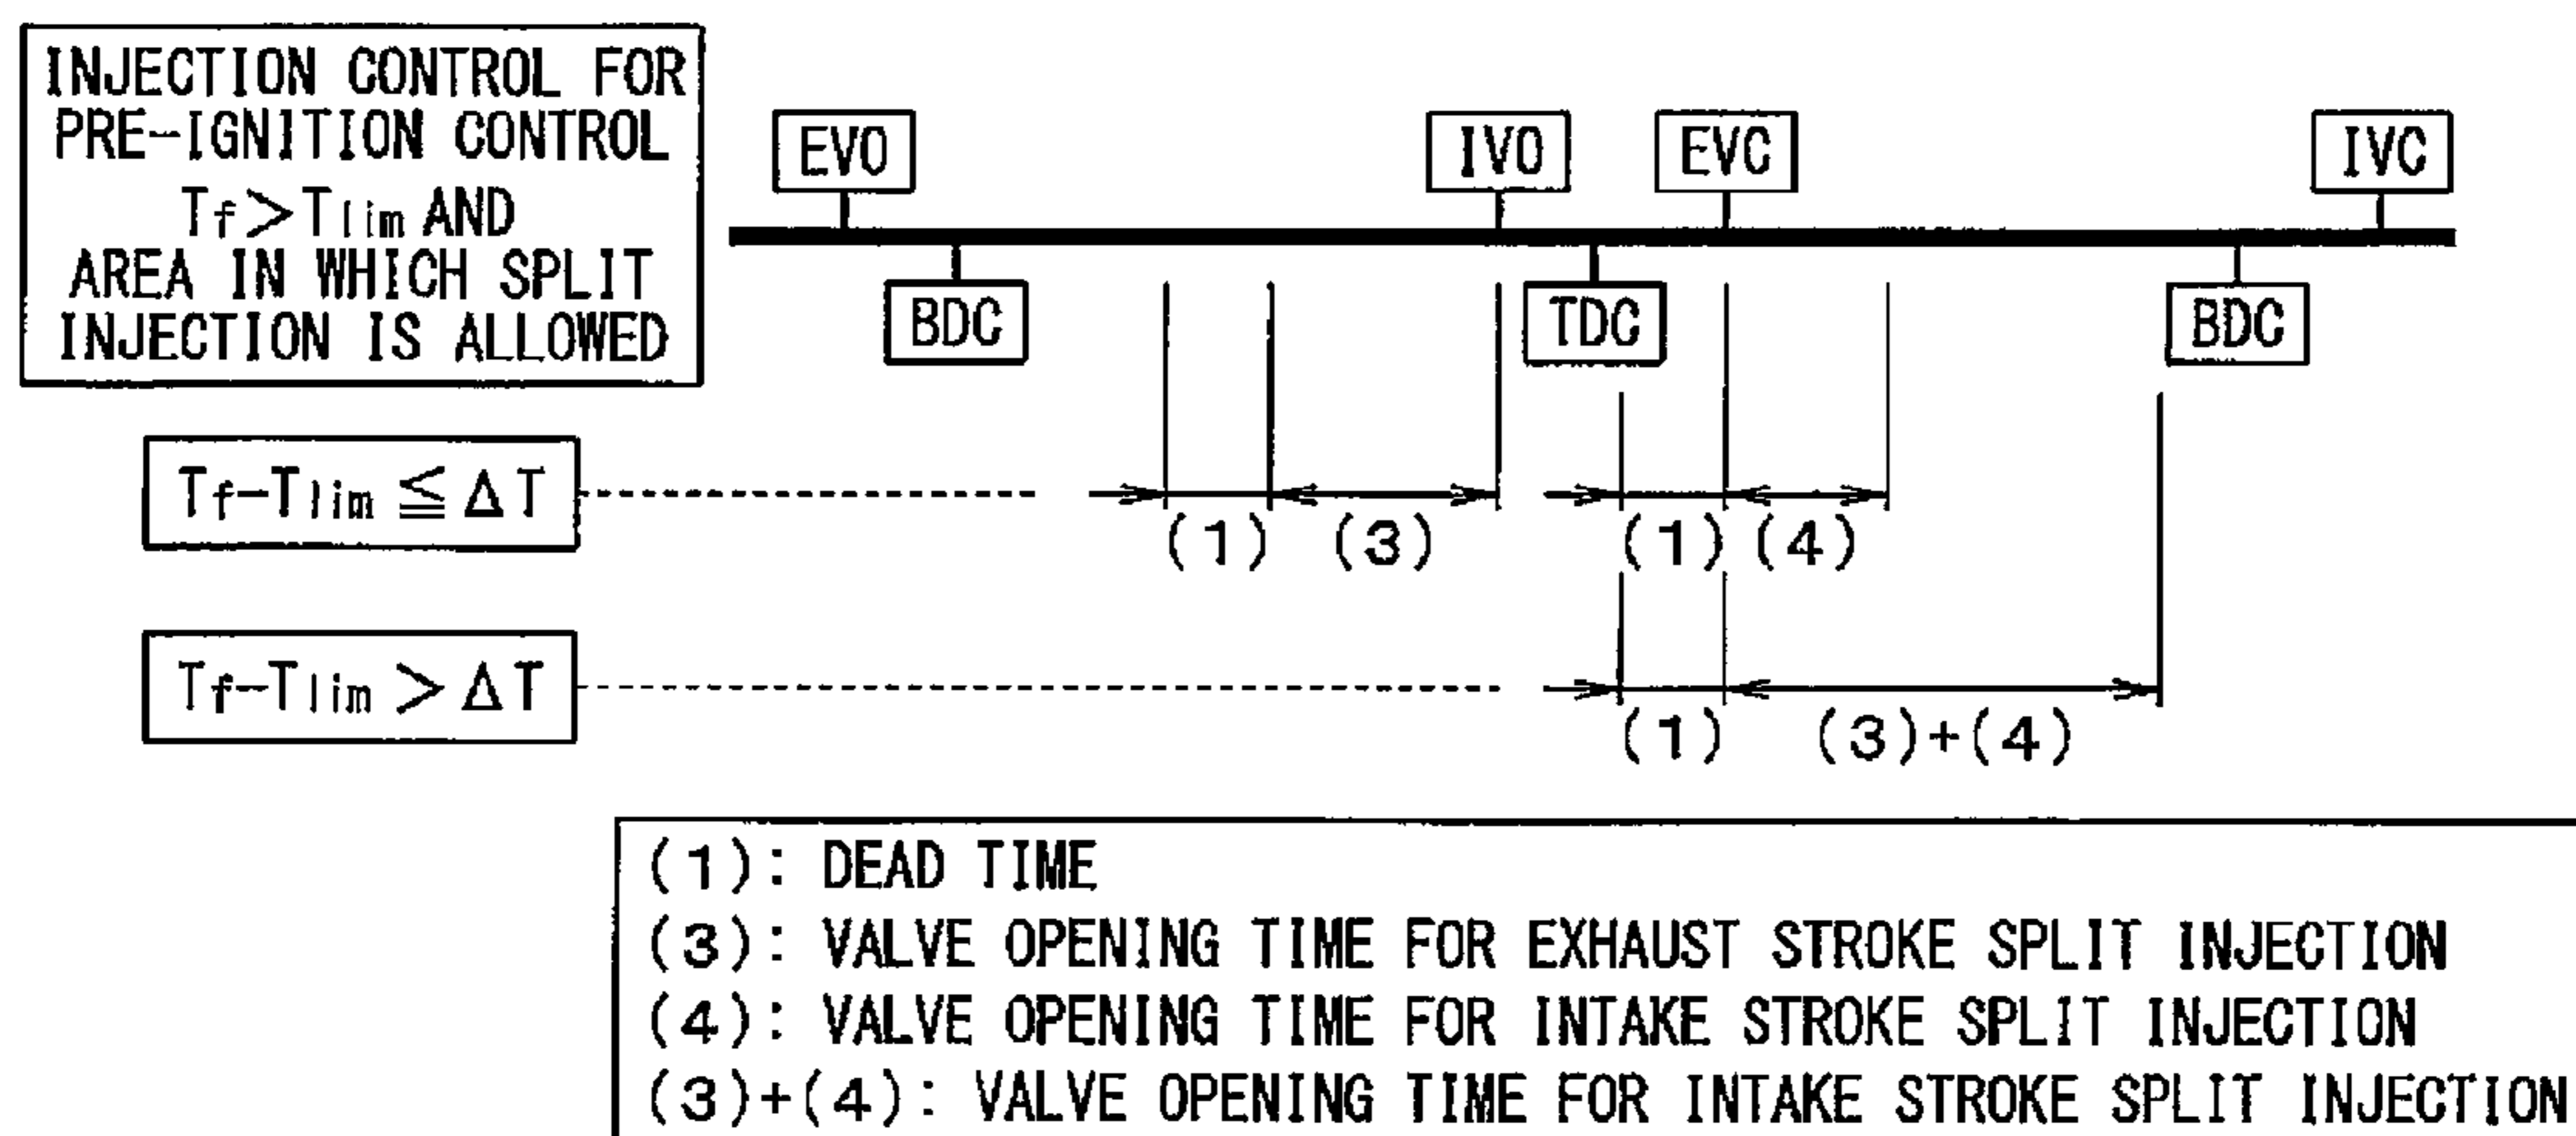 INJECTION CONTROL FOR
PRE-IGNITION CONTROL
Tf>Tlim AND
AREA IN WHICH SPLIT
INJECTION IS ALLOWED
EVO
IVO
EVC
IVC
BDC
TDC
BDC
Tf-Tlim ≦ ΔT
(1)
(3)
(1)
(4)
Tf-Tlim > ΔT
(1)
(3)+(4)
(1): DEAD TIME
(3): VALVE OPENING TIME FOR EXHAUST STROKE SPLIT INJECTION
(4): VALVE OPENING TIME FOR INTAKE STROKE SPLIT INJECTION
(3)+(4): VALVE OPENING TIME FOR INTAKE STROKE SPLIT INJECTION